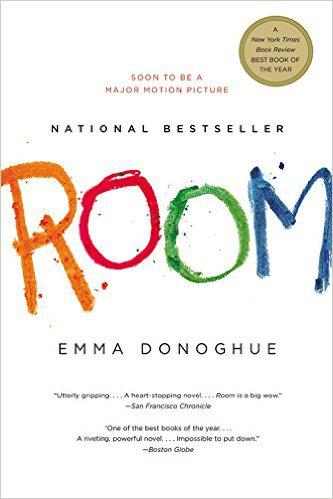 A
New York Times
Book Review
BEST BOOK OF
THE YEAR
SOON TO BE A
MAJOR MOTION PICTURE
NATIONAL BESTSELLER
ROOM
EMMA DONOGHUE
"Utterly gripping. . . . A heart-stopping novel. . . . Room is a big wow."
—San Francisco Chronicle
'One of the best books of the year. . . .
A riveting, powerful novel. . . . Impossible to put down."
—Boston Globe